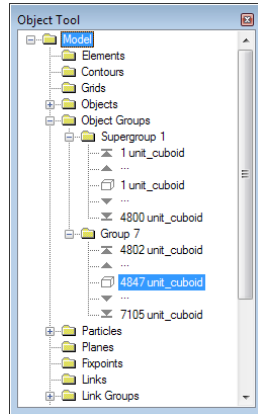 Object Tool
Model
Elements
Contours
Grids
Objects
Object Groups
Supergroup 1
1 unit_cuboid
...
1 unit_cuboid
...
4800 unit_cuboid
Group 7
4802 unit_cuboid
...
4847 unit_cuboid
...
7105 unit_cuboid
Particles
Planes
Fixpoints
Links
Link Groups